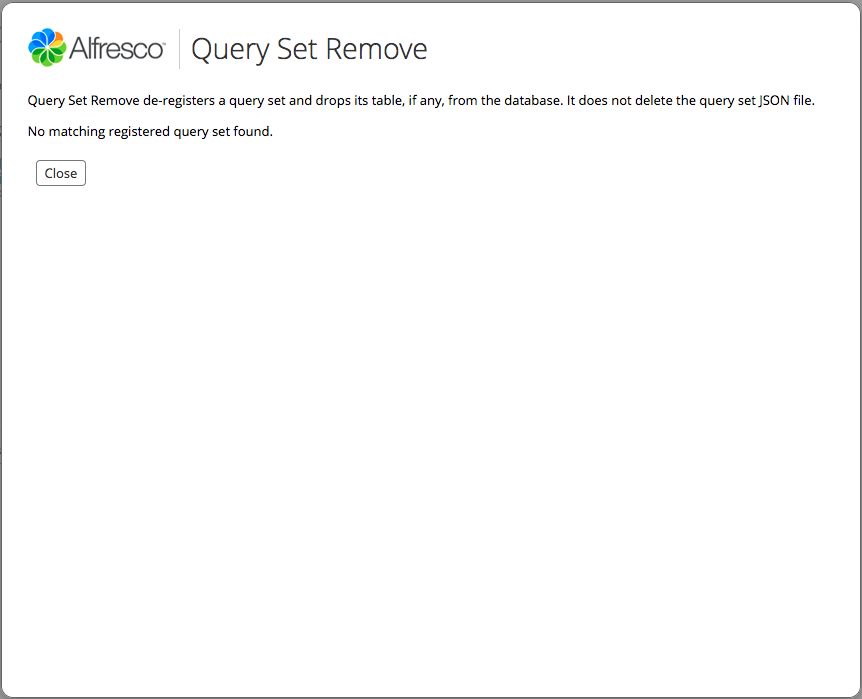 Alfresco Query Set Remove
Query Set Remove de-registers a query set and drops its table, if any, from the database. It does not delete the query set JSON file.
No matching registered query set found.
Close